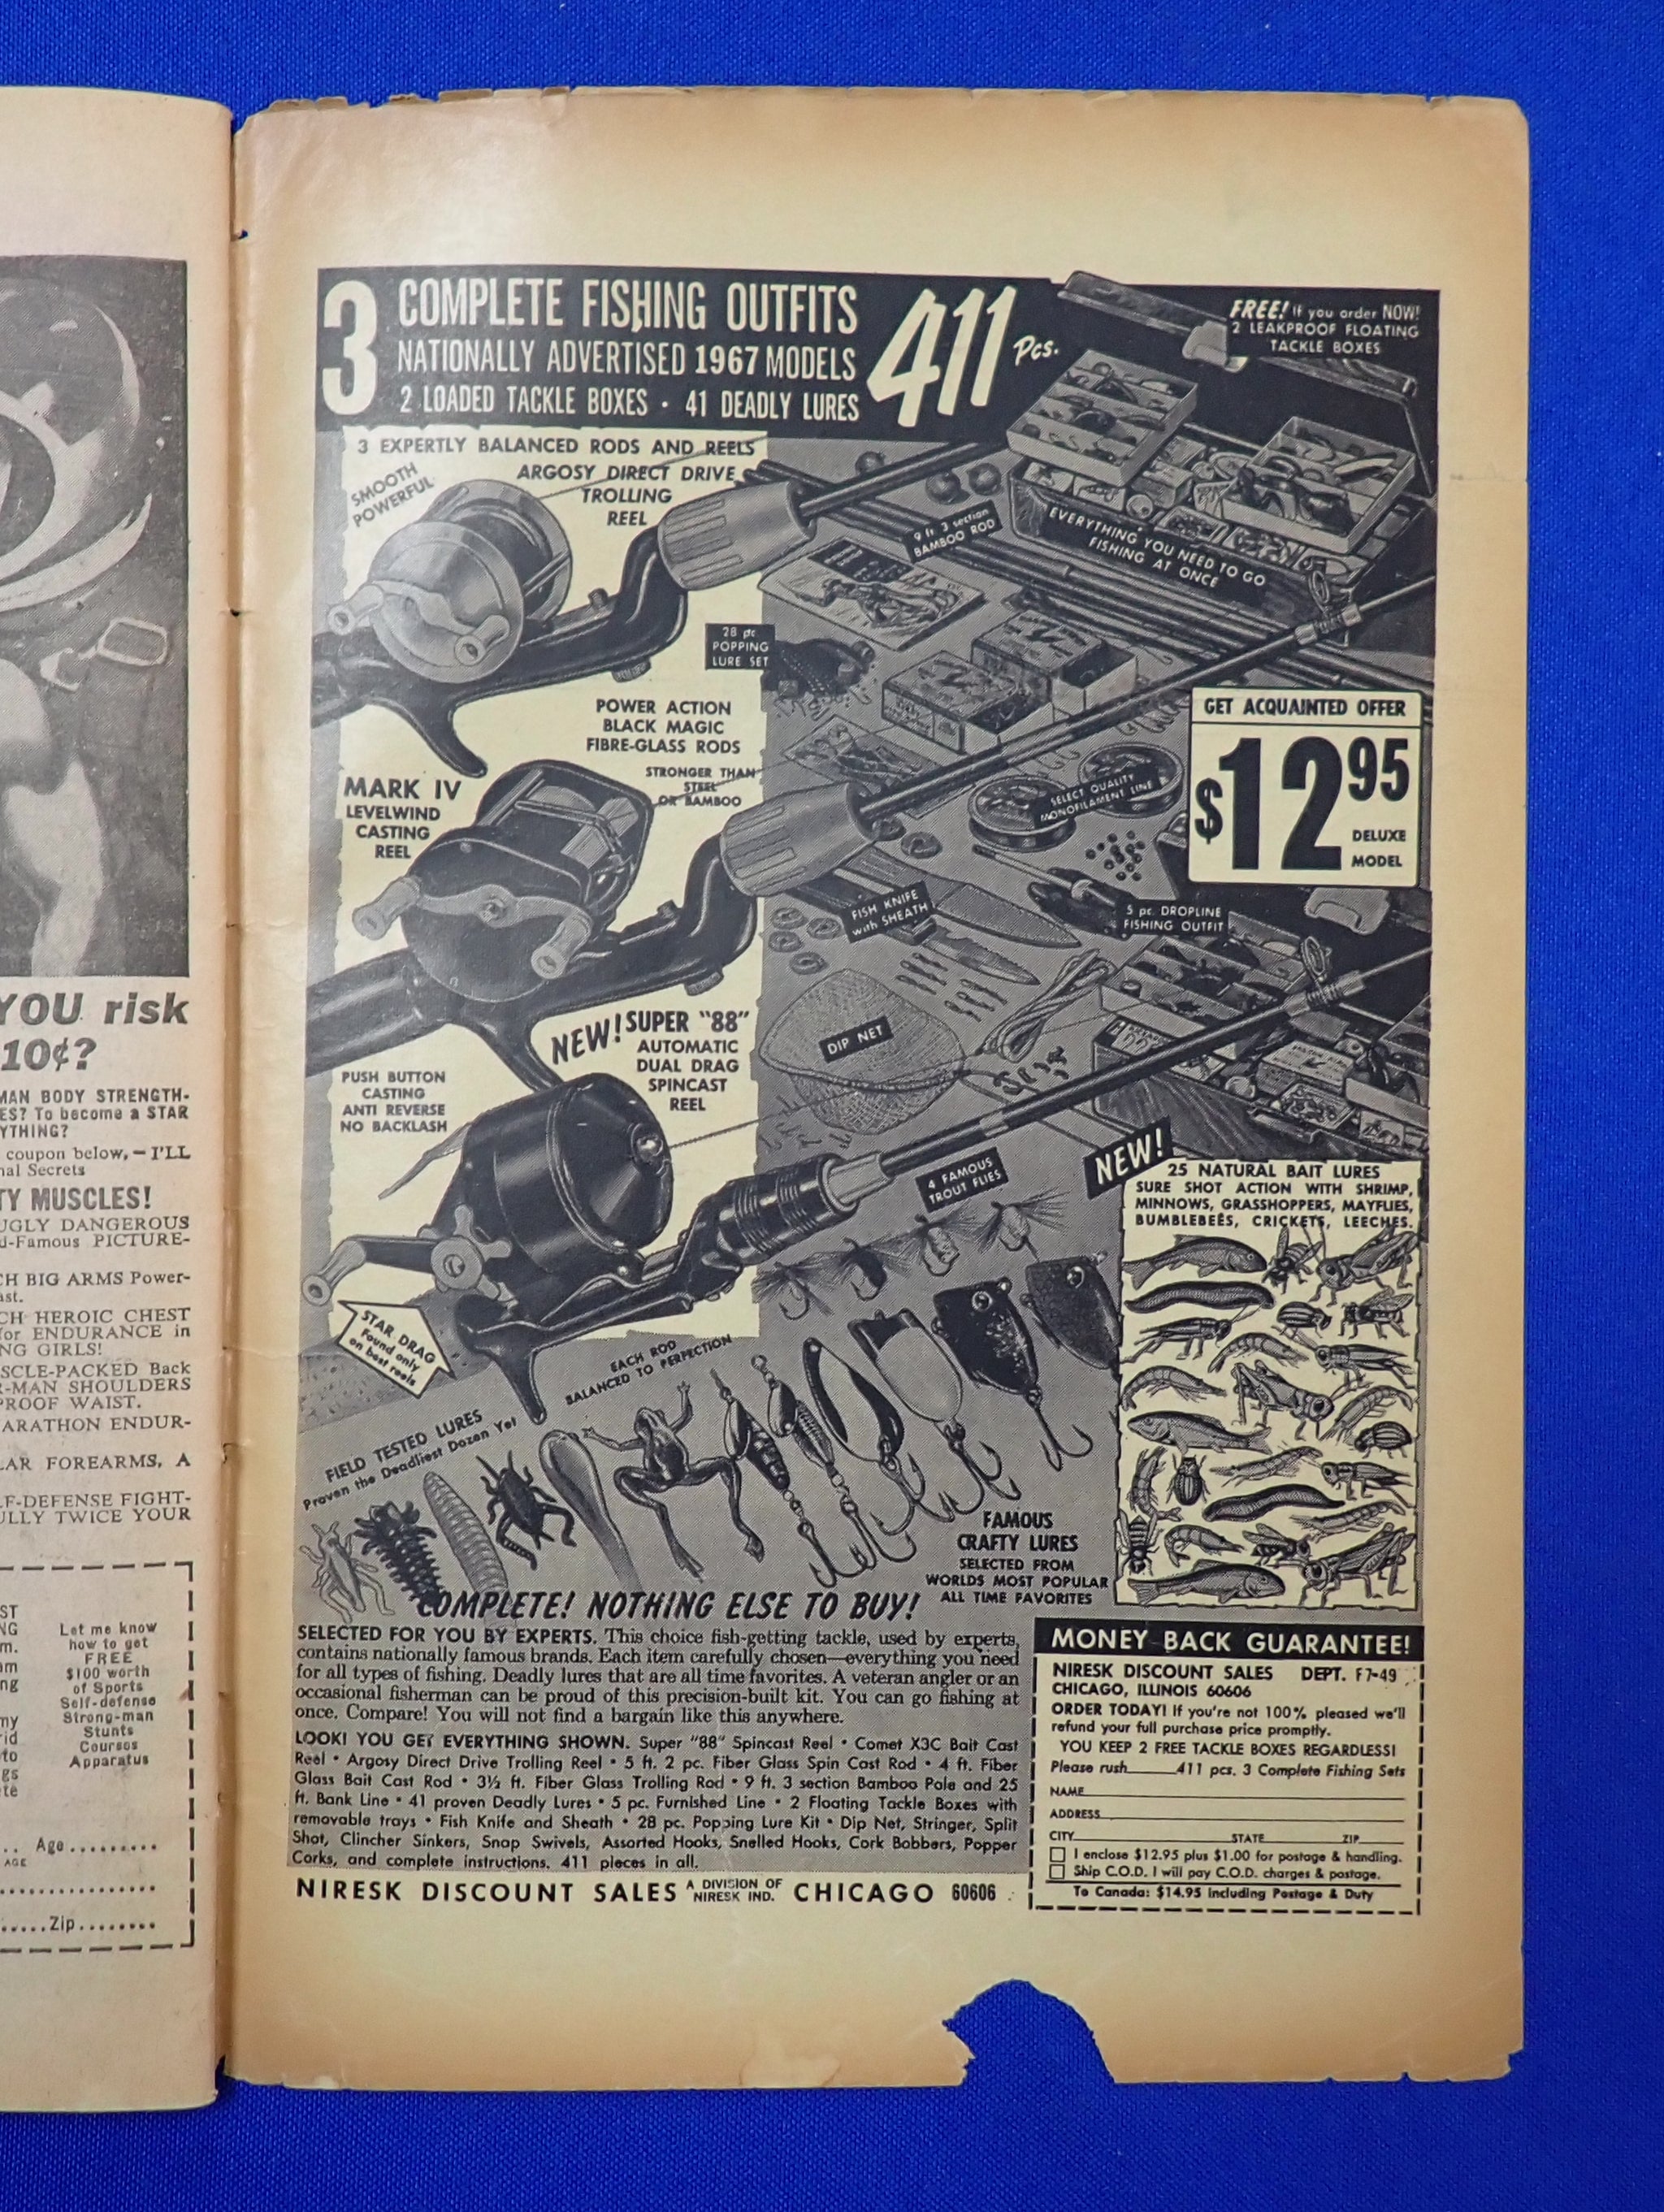 YOU risk
10¢?
MAN BODY STRENGTH-
ES? To become a STAR
YTHING?
coupon below, — I'LL
nal Secrets
TY MUSCLES!
UGLY DANGEROUS
d-Famous PICTURE-
CH BIG ARMS Power-
ast.
CH HEROIC CHEST
for ENDURANCE in
NG GIRLS!
SCLE-PACKED Back
R-MAN SHOULDERS
PROOF WAIST.
ARATHON ENDUR-
LAR FOREARMS, A
F-DEFENSE FIGHT-
ULLY TWICE YOUR
Let me know
how to get
FREE
$100 worth
of Sports
Self-defense
Strong-man
Stunts
Courses
Apparatus
Age.........
AGE
.....Zip........
3 COMPLETE FISHING OUTFITS
NATIONALLY ADVERTISED 1967 MODELS
2 LOADED TACKLE BOXES · 41 DEADLY LURES
411 Pcs.
FREE! If you order NOW!
2 LEAKPROOF FLOATING
TACKLE BOXES
3 EXPERTLY BALANCED RODS AND REELS
SMOOTH
POWERFUL
ARGOSY DIRECT DRIVE
TROLLING
REEL
9 ft. 3 section
BAMBOO ROD
EVERYTHING YOU NEED TO GO
FISHING AT ONCE
28 pc
POPPING
LURE SET
POWER ACTION
BLACK MAGIC
FIBRE-GLASS RODS
STRONGER THAN
STEEL
OR BAMBOO
GET ACQUAINTED OFFER
$12 95
DELUXE
MODEL
MARK IV
LEVELWIND
CASTING
REEL
SELECT QUALITY
MONOFILAMENT LINE
FISH KNIFE
with SHEATH
5 pc. DROPLINE
FISHING OUTFIT
NEW! SUPER "88"
AUTOMATIC
DUAL DRAG
SPINCAST
REEL
DIP NET
PUSH BUTTON
CASTING
ANTI REVERSE
NO BACKLASH
4 FAMOUS
TROUT FLIES
NEW!
25 NATURAL BAIT LURES
SURE SHOT ACTION WITH SHRIMP,
MINNOWS, GRASSHOPPERS, MAYFLIES,
BUMBLEBEES, CRICKETS, LEECHES.
STAR DRAG
Found only
on best reels
EACH ROD
BALANCED TO PERFECTION
FIELD TESTED LURES
Proven the Deadliest Dozen Yet
FAMOUS
CRAFTY LURES
SELECTED FROM
WORLDS MOST POPULAR
ALL TIME FAVORITES
COMPLETE! NOTHING ELSE TO BUY!
SELECTED FOR YOU BY EXPERTS. This choice fish-getting tackle, used by experts,
contains nationally famous brands. Each item carefully chosen—everything you need
for all types of fishing. Deadly lures that are all time favorites. A veteran angler or an
occasional fisherman can be proud of this precision-built kit. You can go fishing at
once. Compare! You will not find a bargain like this anywhere.
LOOK! YOU GET EVERYTHING SHOWN. Super "88" Spincast Reel • Comet X3C Bait Cast
Reel • Argosy Direct Drive Trolling Reel • 5 ft. 2 pc. Fiber Glass Spin Cast Rod • 4 ft. Fiber
Glass Bait Cast Rod • 3½ ft. Fiber Glass Trolling Rod • 9 ft. 3 section Bamboo Pole and 25
ft. Bank Line • 41 proven Deadly Lures • 5 pc. Furnished Line • 2 Floating Tackle Boxes with
removable trays • Fish Knife and Sheath • 28 pc. Popping Lure Kit • Dip Net, Stringer, Split
Shot, Clincher Sinkers, Snap Swivels, Assorted Hooks, Snelled Hooks, Cork Bobbers, Popper
Corks, and complete instructions. 411 pieces in all.
NIRESK DISCOUNT SALES A DIVISION OF NIRESK IND. CHICAGO 60606
MONEY BACK GUARANTEE!
NIRESK DISCOUNT SALES DEPT. F7-49
CHICAGO, ILLINOIS 60606
ORDER TODAY! If you're not 100% pleased we'll
refund your full purchase price promptly.
YOU KEEP 2 FREE TACKLE BOXES REGARDLESS!
Please rush______411 pcs. 3 Complete Fishing Sets
NAME
ADDRESS
CITY STATE ZIP
I enclose $12.95 plus $1.00 for postage & handling.
Ship C.O.D. I will pay C.O.D. charges & postage.
To Canada: $14.95 including Postage & Duty